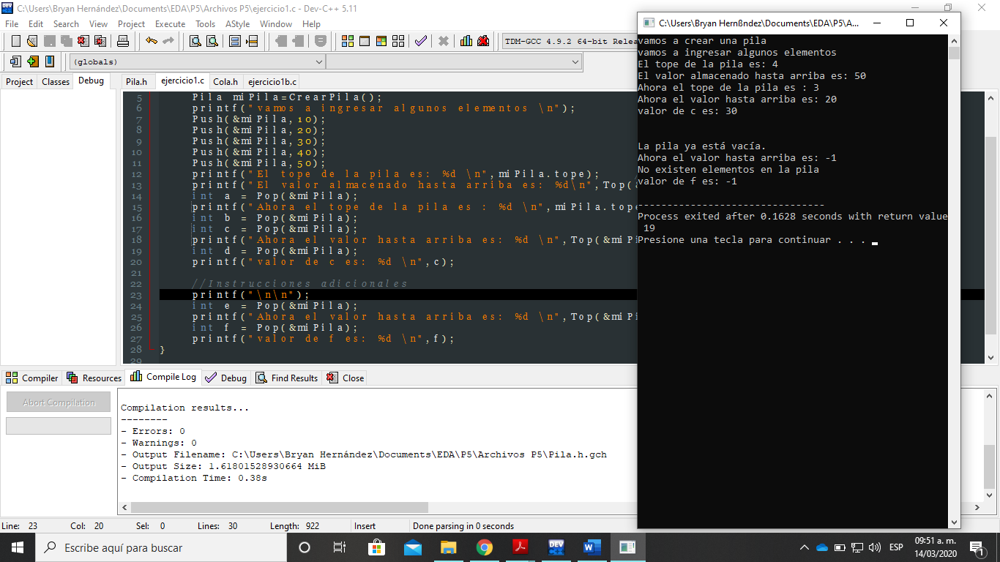 C:\Users\Bryan Hernández\Documents\EDA\P5\Archivos P5\ejercicio1.c - Dev-C++ 5.11
File Edit Search View Project Execute Tools AStyle Window Help
TDM-GCC 4.9.2 64-bit Relea
(globals)
Project Classes Debug
Pila.h ejercicio1.c Cola.h ejercicio1b.c
5 Pila miPila=CrearPila();
6 printf("vamos a ingresar algunos elementos \n");
7 Push(&miPila,10);
8 Push(&miPila,20);
9 Push(&miPila,30);
10 Push(&miPila,40);
11 Push(&miPila,50);
12 printf("El tope de la pila es: %d \n",miPila.tope);
13 printf("El valor almacenado hasta arriba es: %d\n",Top(&
14 int a = Pop(&miPila);
15 printf("Ahora el tope de la pila es : %d \n",miPila.tope
16 int b = Pop(&miPila);
17 int c = Pop(&miPila);
18 printf("Ahora el valor hasta arriba es: %d \n",Top(&miPi
19 int d = Pop(&miPila);
20 printf("valor de c es: %d \n",c);
21
22 //Instrucciones adicionales
23 printf("\n\n");
24 int e = Pop(&miPila);
25 printf("Ahora el valor hasta arriba es: %d \n",Top(&miPi
26 int f = Pop(&miPila);
27 printf("valor de f es: %d \n",f);
28 }
29
C:\Users\Bryan Hernßndez\Documents\EDA\P5\A...
vamos a crear una pila
vamos a ingresar algunos elementos
El tope de la pila es: 4
El valor almacenado hasta arriba es: 50
Ahora el tope de la pila es : 3
Ahora el valor hasta arriba es: 20
valor de c es: 30
La pila ya está vacía.
Ahora el valor hasta arriba es: -1
No existen elementos en la pila
valor de f es: -1
--------------------------------
Process exited after 0.1628 seconds with return value
19
Presione una tecla para continuar . . .
Compiler Resources Compile Log Debug Find Results Close
Abort Compilation
Compilation results...
--------
- Errors: 0
- Warnings: 0
- Output Filename: C:\Users\Bryan Hernández\Documents\EDA\P5\Archivos P5\Pila.h.gch
- Output Size: 1.61801528930664 MiB
- Compilation Time: 0.38s
Line: 23 Col: 20 Sel: 0 Lines: 30 Length: 922 Insert Done parsing in 0 seconds
Escribe aquí para buscar
DEV
W
ESP
09:51 a. m.
14/03/2020
1